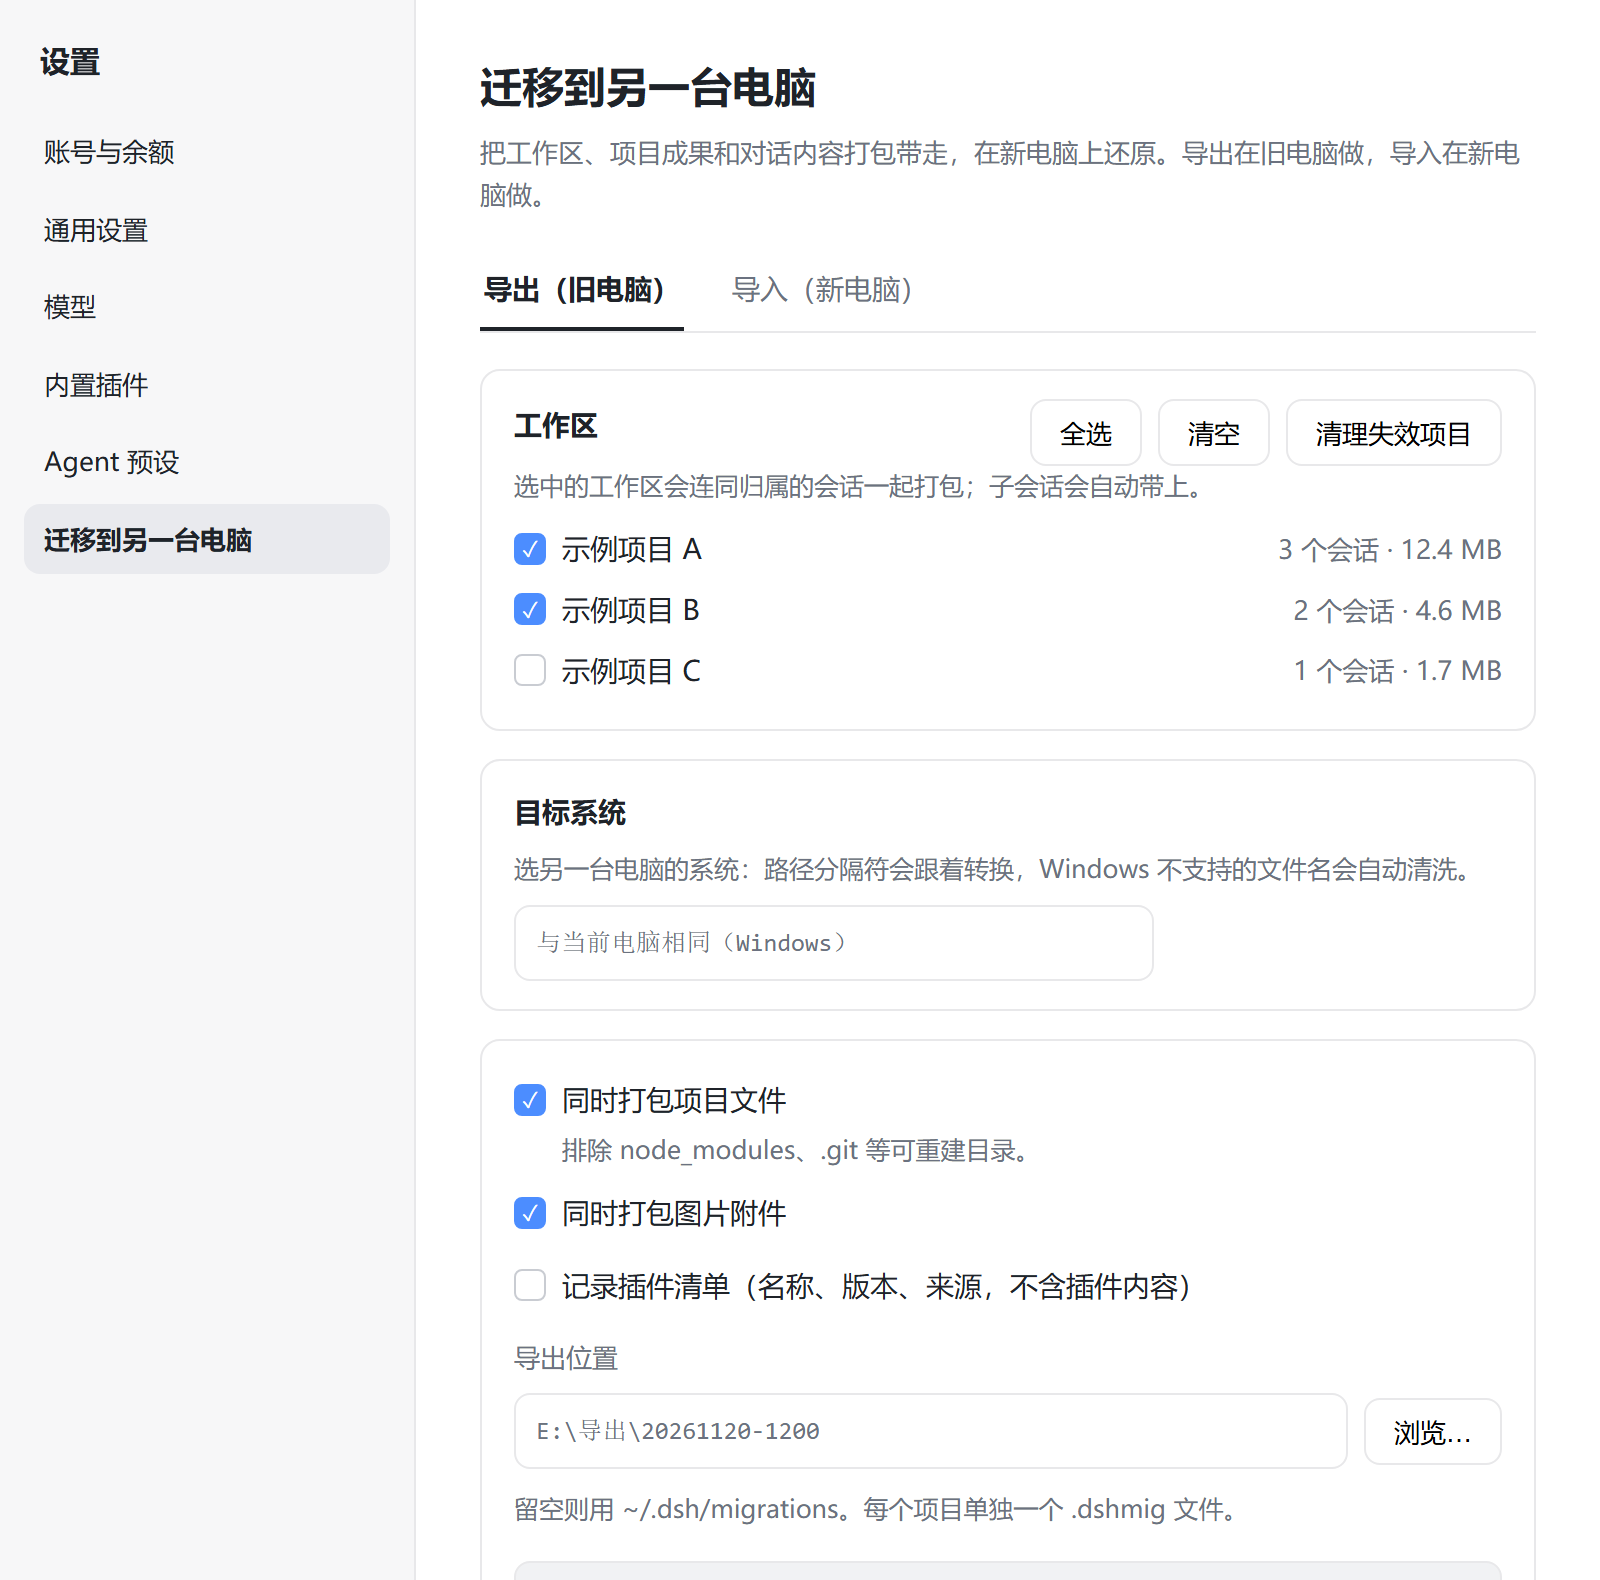 设置
账号与余额
通用设置
模型
内置插件
Agent 预设
迁移到另一台电脑
迁移到另一台电脑
把工作区、项目成果和对话内容打包带走，在新电脑上还原。导出在旧电脑做，导入在新电
脑做。
导出（旧电脑） 导入（新电脑）
工作区 全选 清空 清理失效项目
选中的工作区会连同归属的会话一起打包；子会话会自动带上。
示例项目 A 3 个会话 · 12.4 MB
示例项目 B 2 个会话 · 4.6 MB
示例项目 C 1 个会话 · 1.7 MB
目标系统
选另一台电脑的系统：路径分隔符会跟着转换，Windows 不支持的文件名会自动清洗。
与当前电脑相同（Windows）
同时打包项目文件
排除 node_modules、.git 等可重建目录。
同时打包图片附件
记录插件清单（名称、版本、来源，不含插件内容）
导出位置
E:\导出\20261120-1200 浏览…
留空则用 ~/.dsh/migrations。每个项目单独一个 .dshmig 文件。